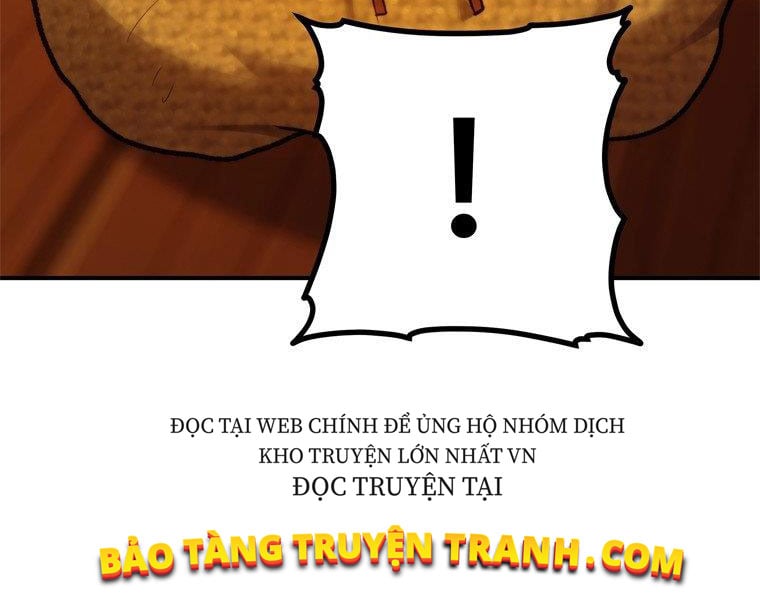 !
ĐỌC TẠI WEB CHÍNH ĐỂ ỦNG HỘ NHÓM DỊCH
KHO TRUYỆN LỚN NHẤT VN
ĐỌC TRUYỆN TẠI
BẢO TÀNG TRUYỆN TRANH.COM